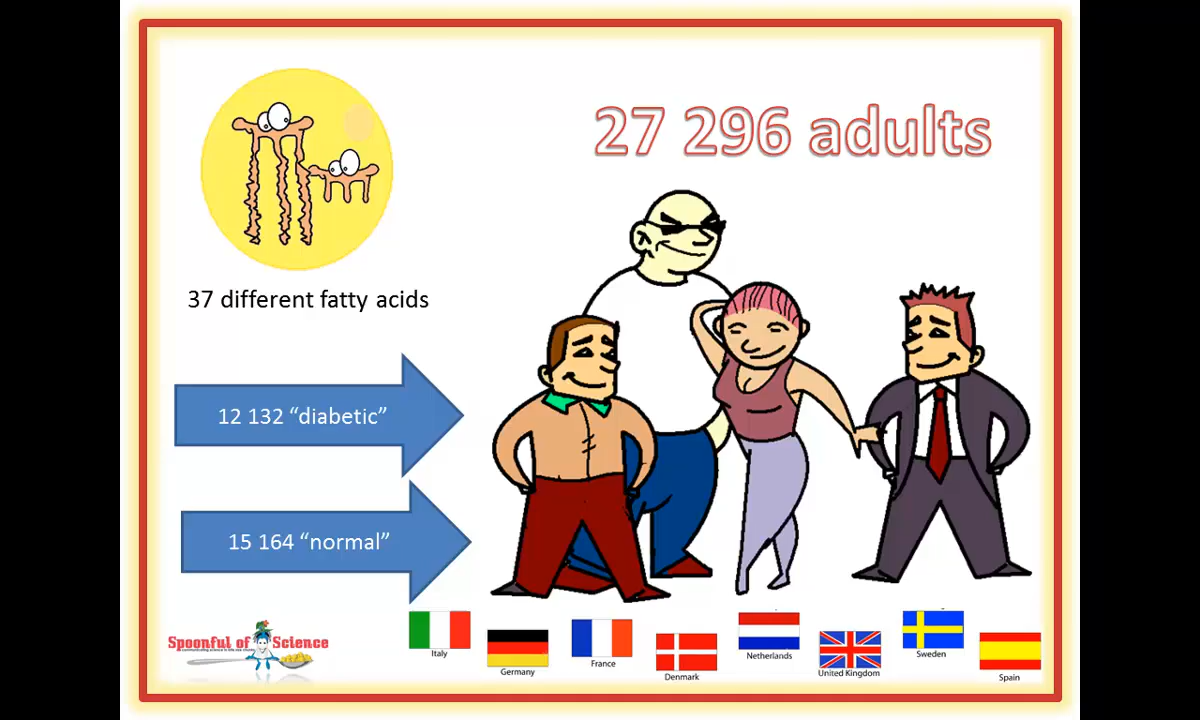 27 296 adults
37 different fatty acids
12 132 “diabetic”
15 164 “normal”
Spoonful of Science
Italy
Germany
France
Denmark
Netherlands
United Kingdom
Sweden
Spain